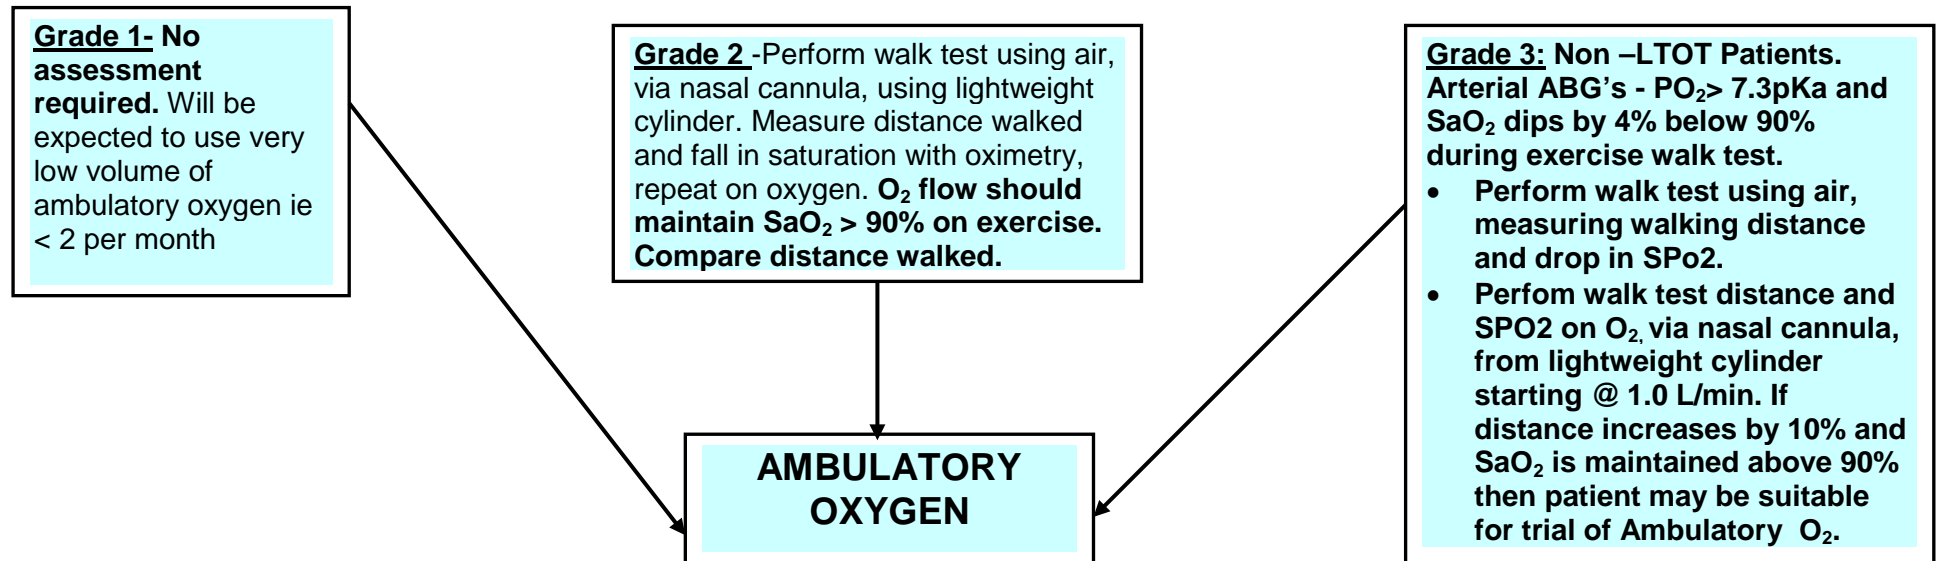 Grade 1- No
assessment
required. Will be
expected to use very
low volume of
ambulatory oxygen ie
< 2 per month
Grade 2 -Perform walk test using air,
via nasal cannula, using lightweight
cylinder. Measure distance walked
and fall in saturation with oximetry,
repeat on oxygen. O₂ flow should
maintain SaO₂ > 90% on exercise.
Compare distance walked.
Grade 3: Non –LTOT Patients.
Arterial ABG’s - PO₂> 7.3pKa and
SaO₂ dips by 4% below 90%
during exercise walk test.
• Perform walk test using air,
measuring walking distance
and drop in SPo2.
• Perfom walk test distance and
SPO2 on O₂, via nasal cannula,
from lightweight cylinder
starting @ 1.0 L/min. If
distance increases by 10% and
SaO₂ is maintained above 90%
then patient may be suitable
for trial of Ambulatory O₂.
AMBULATORY
OXYGEN